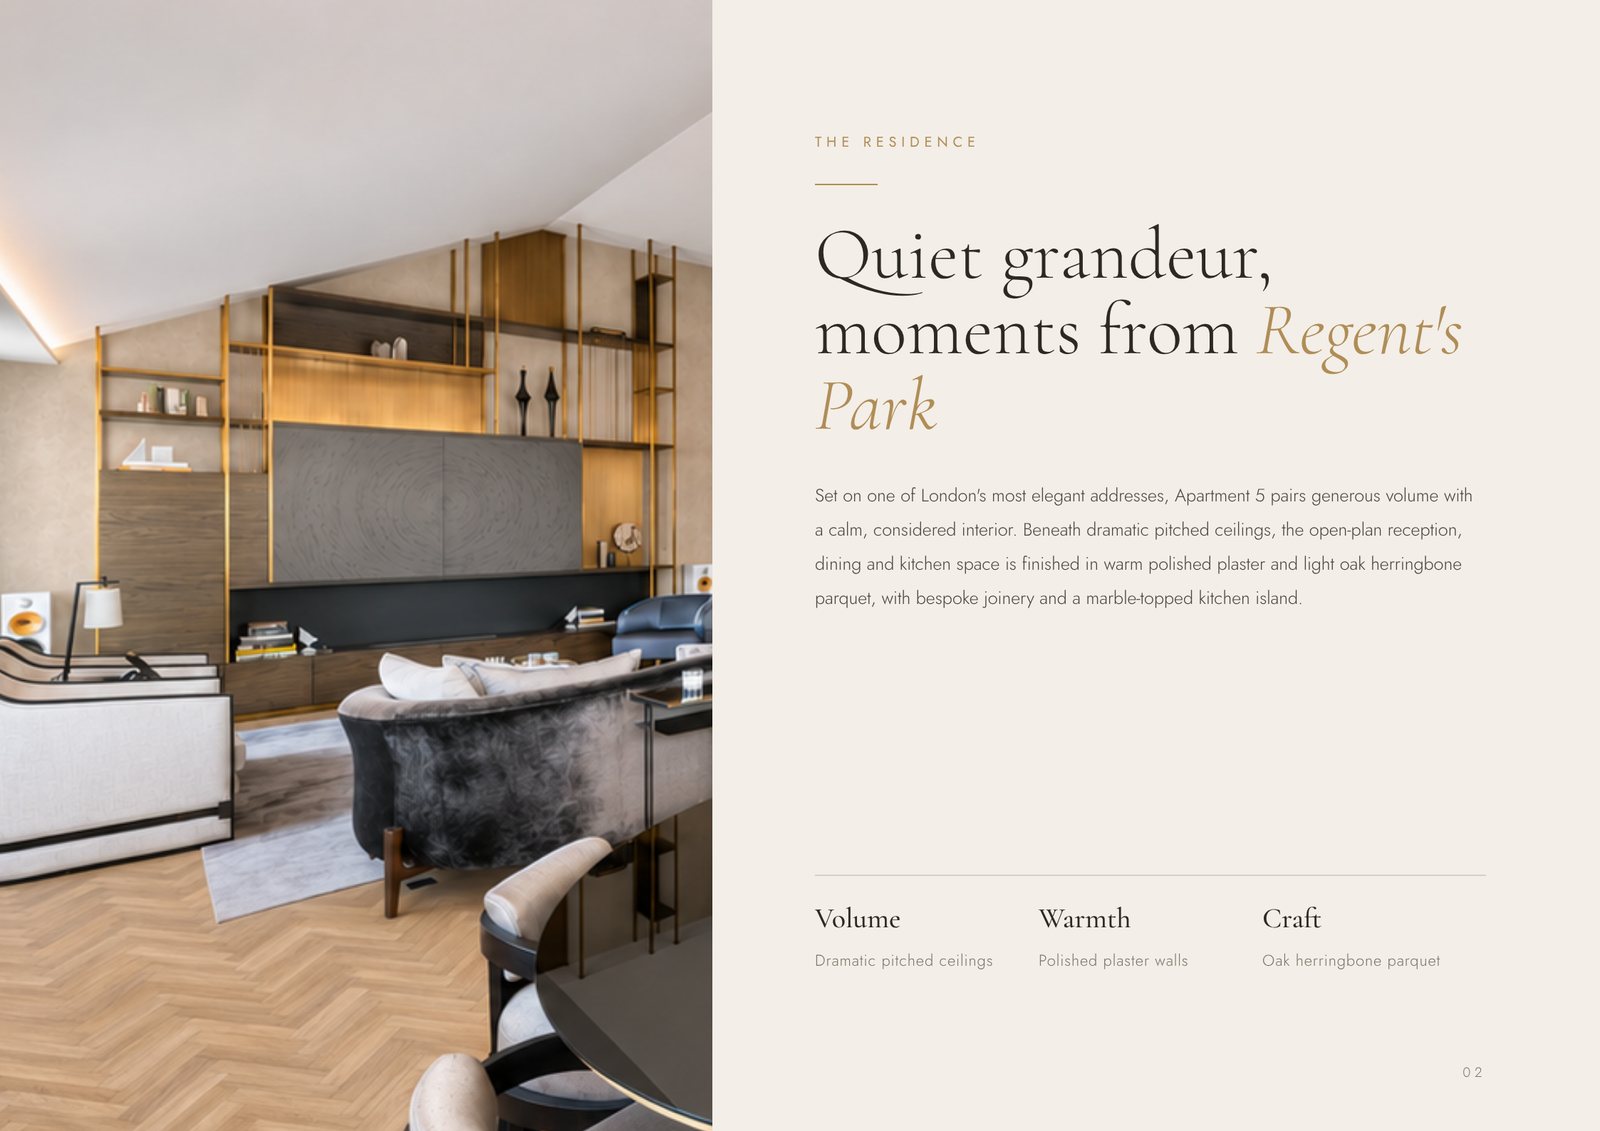 THE RESIDENCE
Quiet grandeur,
moments from Regent's
Park
Set on one of London's most elegant addresses, Apartment 5 pairs generous volume with
a calm, considered interior. Beneath dramatic pitched ceilings, the open-plan reception,
dining and kitchen space is finished in warm polished plaster and light oak herringbone
parquet, with bespoke joinery and a marble-topped kitchen island.
Volume
Warmth
Craft
Dramatic pitched ceilings
Polished plaster walls
Oak herringbone parquet
02